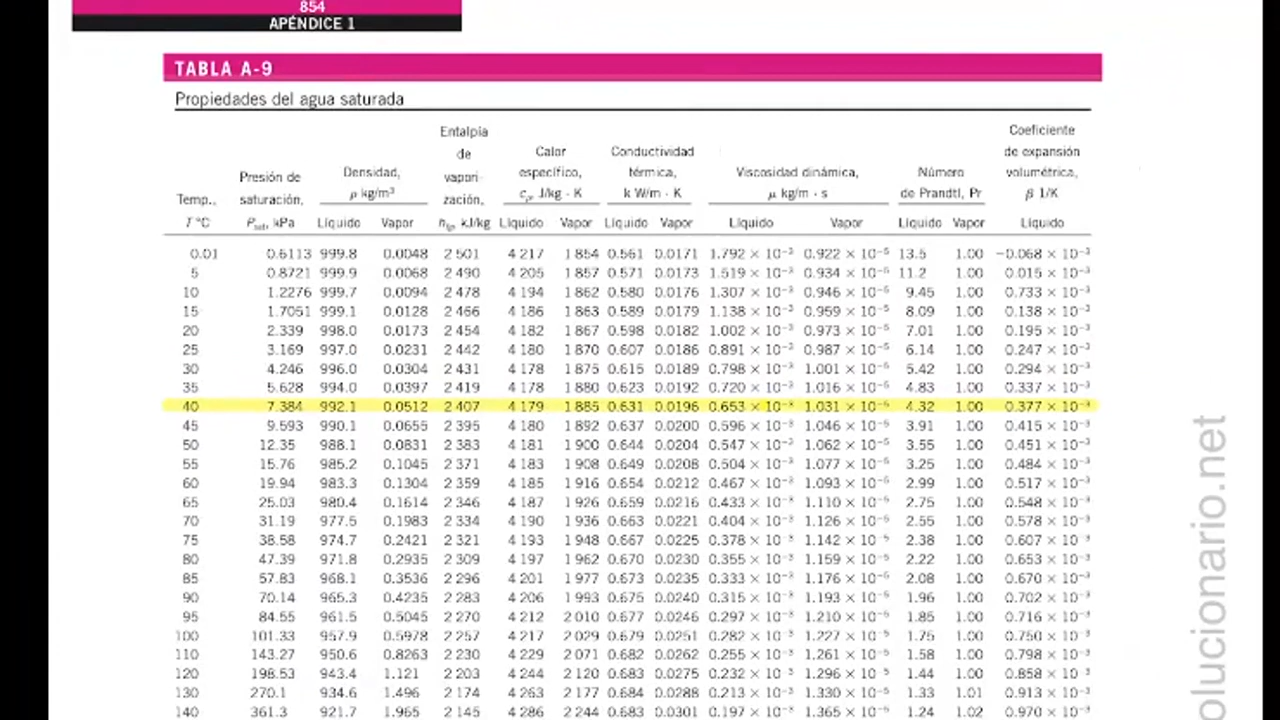 854
APÉNDICE 1
TABLA A-9
Propiedades del agua saturada
Temp., T °C | Presión de saturación, Psat, kPa | Densidad, ρ kg/m³ Líquido Vapor | Entalpia de vapori- zación, hfg, kJ/kg | Calor específico, cp, J/kg · K Líquido Vapor | Conductividad térmica, k W/m · K Líquido Vapor | Viscosidad dinámica, μ kg/m · s Líquido Vapor | Número de Prandtl, Pr Líquido Vapor | Coeficiente de expansión volumétrica, β 1/K Líquido
0.01 0.6113 999.8 0.0048 2 501 4 217 1 854 0.561 0.0171 1.792 × 10⁻³ 0.922 × 10⁻⁵ 13.5 1.00 −0.068 × 10⁻³
5 0.8721 999.9 0.0068 2 490 4 205 1 857 0.571 0.0173 1.519 × 10⁻³ 0.934 × 10⁻⁵ 11.2 1.00 0.015 × 10⁻³
10 1.2276 999.7 0.0094 2 478 4 194 1 862 0.580 0.0176 1.307 × 10⁻³ 0.946 × 10⁻⁵ 9.45 1.00 0.733 × 10⁻³
15 1.7051 999.1 0.0128 2 466 4 186 1 863 0.589 0.0179 1.138 × 10⁻³ 0.959 × 10⁻⁵ 8.09 1.00 0.138 × 10⁻³
20 2.339 998.0 0.0173 2 454 4 182 1 867 0.598 0.0182 1.002 × 10⁻³ 0.973 × 10⁻⁵ 7.01 1.00 0.195 × 10⁻³
25 3.169 997.0 0.0231 2 442 4 180 1 870 0.607 0.0186 0.891 × 10⁻³ 0.987 × 10⁻⁵ 6.14 1.00 0.247 × 10⁻³
30 4.246 996.0 0.0304 2 431 4 178 1 875 0.615 0.0189 0.798 × 10⁻³ 1.001 × 10⁻⁵ 5.42 1.00 0.294 × 10⁻³
35 5.628 994.0 0.0397 2 419 4 178 1 880 0.623 0.0192 0.720 × 10⁻³ 1.016 × 10⁻⁵ 4.83 1.00 0.337 × 10⁻³
40 7.384 992.1 0.0512 2 407 4 179 1 885 0.631 0.0196 0.653 × 10⁻³ 1.031 × 10⁻⁵ 4.32 1.00 0.377 × 10⁻³
45 9.593 990.1 0.0655 2 395 4 180 1 892 0.637 0.0200 0.596 × 10⁻³ 1.046 × 10⁻⁵ 3.91 1.00 0.415 × 10⁻³
50 12.35 988.1 0.0831 2 383 4 181 1 900 0.644 0.0204 0.547 × 10⁻³ 1.062 × 10⁻⁵ 3.55 1.00 0.451 × 10⁻³
55 15.76 985.2 0.1045 2 371 4 183 1 908 0.649 0.0208 0.504 × 10⁻³ 1.077 × 10⁻⁵ 3.25 1.00 0.484 × 10⁻³
60 19.94 983.3 0.1304 2 359 4 185 1 916 0.654 0.0212 0.467 × 10⁻³ 1.093 × 10⁻⁵ 2.99 1.00 0.517 × 10⁻³
65 25.03 980.4 0.1614 2 346 4 187 1 926 0.659 0.0216 0.433 × 10⁻³ 1.110 × 10⁻⁵ 2.75 1.00 0.548 × 10⁻³
70 31.19 977.5 0.1983 2 334 4 190 1 936 0.663 0.0221 0.404 × 10⁻³ 1.126 × 10⁻⁵ 2.55 1.00 0.578 × 10⁻³
75 38.58 974.7 0.2421 2 321 4 193 1 948 0.667 0.0225 0.378 × 10⁻³ 1.142 × 10⁻⁵ 2.38 1.00 0.607 × 10⁻³
80 47.39 971.8 0.2935 2 309 4 197 1 962 0.670 0.0230 0.355 × 10⁻³ 1.159 × 10⁻⁵ 2.22 1.00 0.653 × 10⁻³
85 57.83 968.1 0.3536 2 296 4 201 1 977 0.673 0.0235 0.333 × 10⁻³ 1.176 × 10⁻⁵ 2.08 1.00 0.670 × 10⁻³
90 70.14 965.3 0.4235 2 283 4 206 1 993 0.675 0.0240 0.315 × 10⁻³ 1.193 × 10⁻⁵ 1.96 1.00 0.702 × 10⁻³
95 84.55 961.5 0.5045 2 270 4 212 2 010 0.677 0.0246 0.297 × 10⁻³ 1.210 × 10⁻⁵ 1.85 1.00 0.716 × 10⁻³
100 101.33 957.9 0.5978 2 257 4 217 2 029 0.679 0.0251 0.282 × 10⁻³ 1.227 × 10⁻⁵ 1.75 1.00 0.750 × 10⁻³
110 143.27 950.6 0.8263 2 230 4 229 2 071 0.682 0.0262 0.255 × 10⁻³ 1.261 × 10⁻⁵ 1.58 1.00 0.798 × 10⁻³
120 198.53 943.4 1.121 2 203 4 244 2 120 0.683 0.0275 0.232 × 10⁻³ 1.296 × 10⁻⁵ 1.44 1.00 0.858 × 10⁻³
130 270.1 934.6 1.496 2 174 4 263 2 177 0.684 0.0288 0.213 × 10⁻³ 1.330 × 10⁻⁵ 1.33 1.01 0.913 × 10⁻³
140 361.3 921.7 1.965 2 145 4 286 2 244 0.683 0.0301 0.197 × 10⁻³ 1.365 × 10⁻⁵ 1.24 1.02 0.970 × 10⁻³
olucionario.net